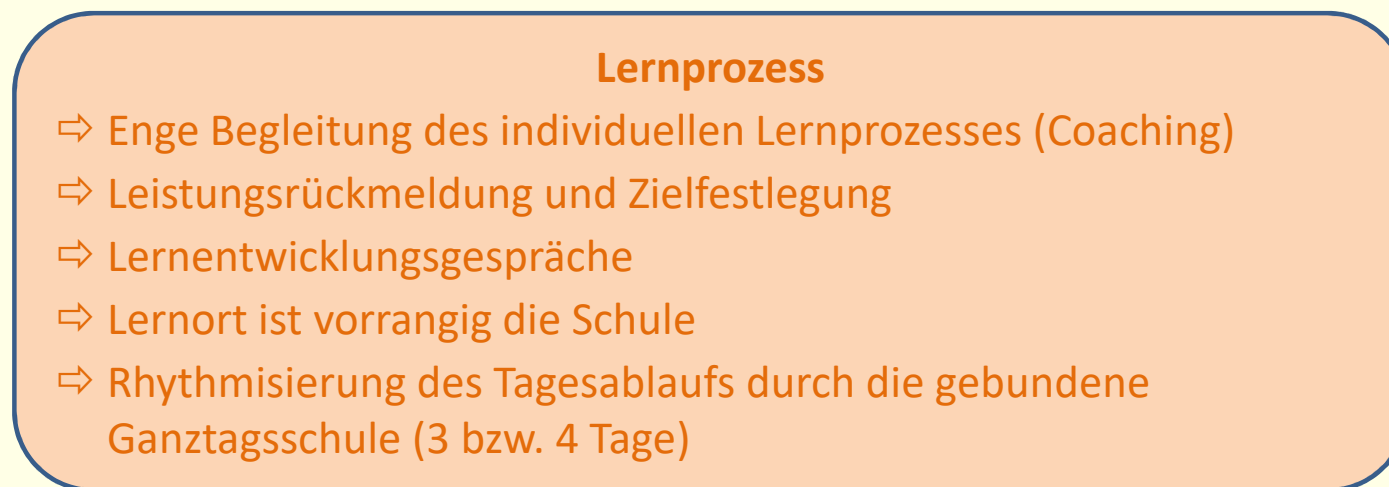 Lernprozess
⇨ Enge Begleitung des individuellen Lernprozesses (Coaching)
⇨ Leistungsrückmeldung und Zielfestlegung
⇨ Lernentwicklungsgespräche
⇨ Lernort ist vorrangig die Schule
⇨ Rhythmisierung des Tagesablaufs durch die gebundene
Ganztagsschule (3 bzw. 4 Tage)